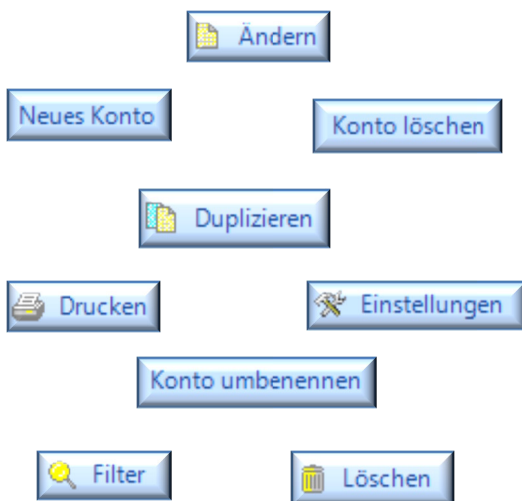 Ändern
Neues Konto
Konto löschen
Duplizieren
Drucken
Einstellungen
Konto umbenennen
Filter
Löschen